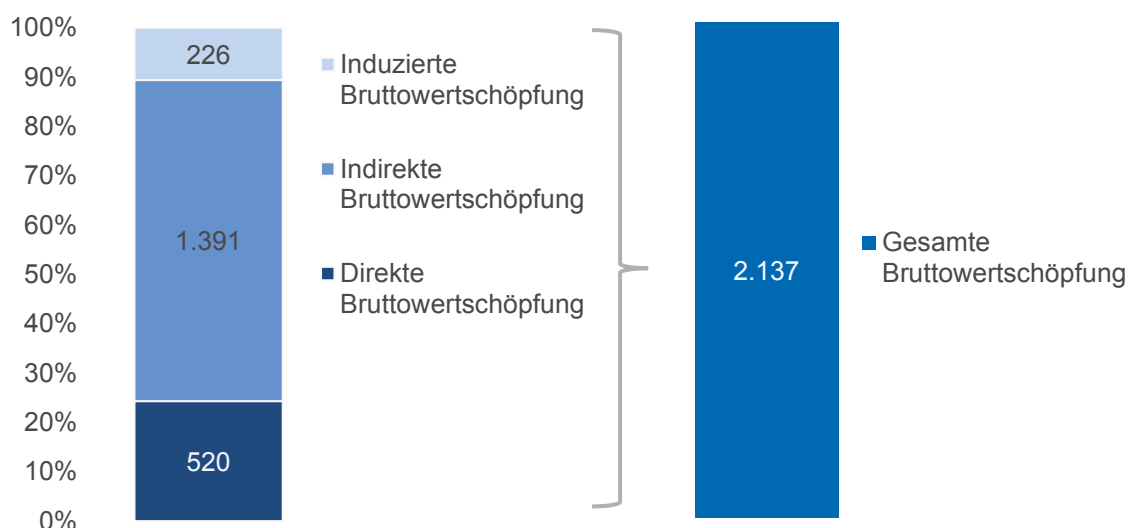 100%
90%
80%
70%
60%
50%
40%
30%
20%
10%
0%
226
1.391
520
Induzierte
Bruttowertschöpfung
Indirekte
Bruttowertschöpfung
Direkte
Bruttowertschöpfung
2.137
Gesamte
Bruttowertschöpfung